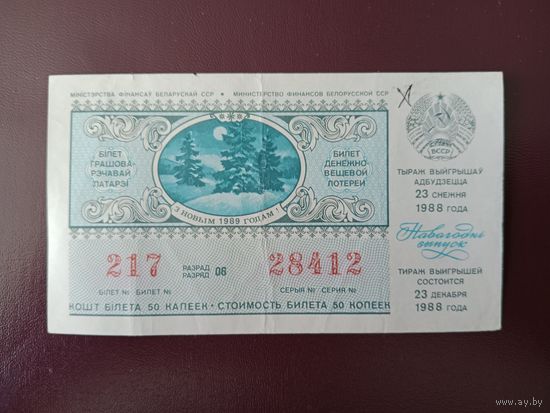 МІНІСТЭРСТВА ФІНАНСАЎ БЕЛАРУСКАЙ ССР • МИНИСТЕРСТВО ФИНАНСОВ БЕЛОРУССКОЙ ССР
БІЛЕТ
ГРАШОВА-
РЭЧАВАЙ
ЛАТАРЭІ
З НОВЫМ 1989 ГОДАМ
БИЛЕТ
ДЕНЕЖНО-
ВЕЩЕВОЙ
ЛОТЕРЕИ
217
РАЗРАД
РАЗРЯД 06
28412
БІЛЕТ № БИЛЕТ №
СЕРЫЯ № СЕРИЯ №
КОШТ БІЛЕТА 50 КАПЕЕК • СТОИМОСТЬ БИЛЕТА 50 КОПЕЕК
БССР
ТЫРАЖ ВЫЙГРЫШАЎ
АДБУДЗЕЦЦА
23 СНЕЖНЯ
1988 ГОДА
Навагодні
выпуск
ТИРАЖ ВЫИГРЫШЕЙ
СОСТОИТСЯ
23 ДЕКАБРЯ
1988 ГОДА
www.ay.by